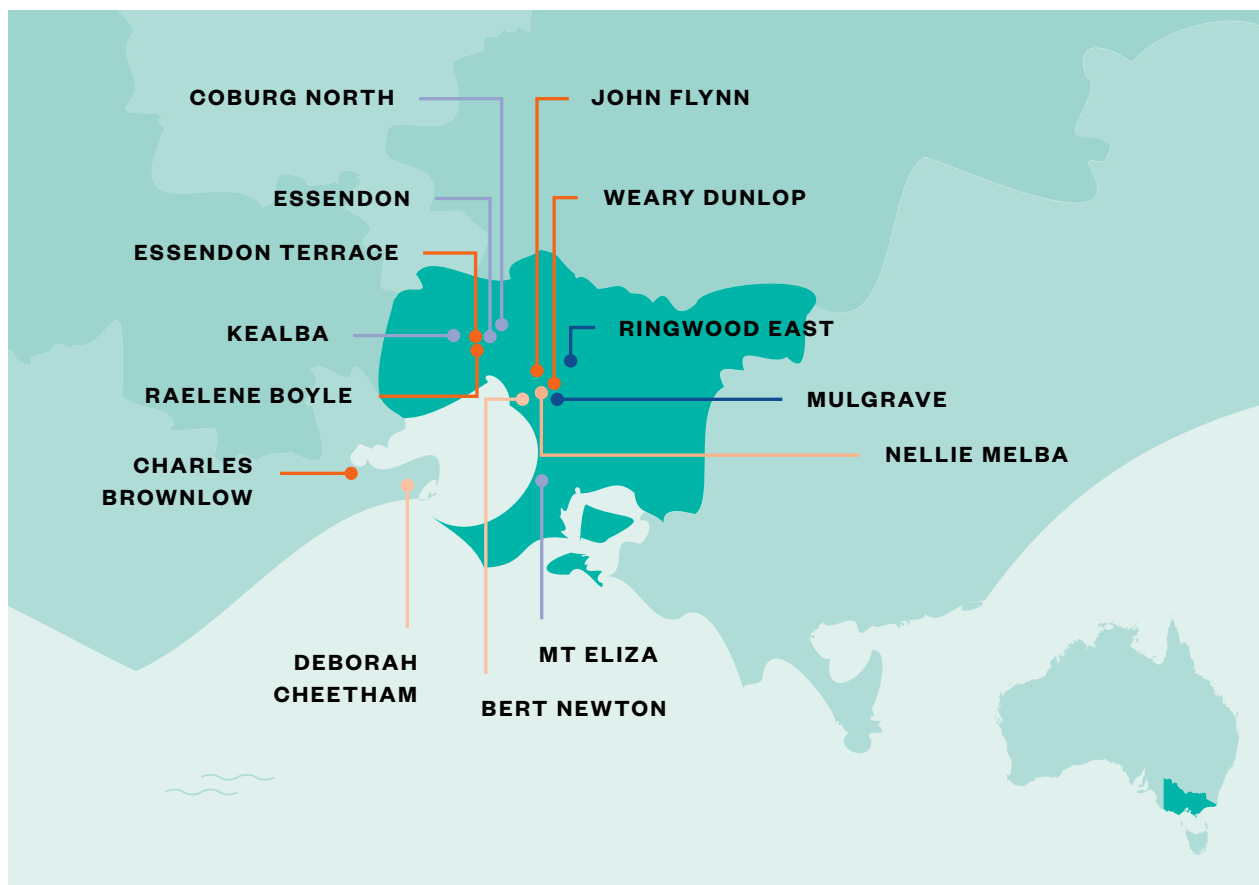 COBURG NORTH
JOHN FLYNN
ESSENDON
WEARY DUNLOP
ESSENDON TERRACE
KEALBA
RINGWOOD EAST
RAELENE BOYLE
MULGRAVE
NELLIE MELBA
CHARLES
BROWNLOW
DEBORAH
CHEETHAM
MT ELIZA
BERT NEWTON